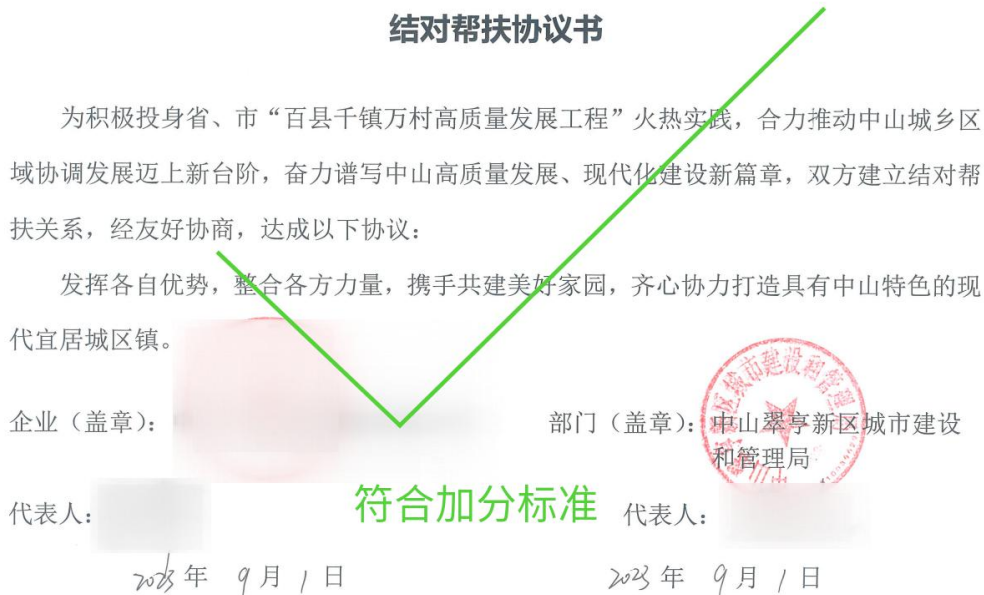 结对帮扶协议书
为积极投身省、市“百县千镇万村高质量发展工程”火热实践，合力推动中山城乡区
域协调发展迈上新台阶，奋力谱写中山高质量发展、现代化建设新篇章，双方建立结对帮
扶关系，经友好协商，达成以下协议：
发挥各自优势，整合各方力量，携手共建美好家园，齐心协力打造具有中山特色的现
代宜居城区镇。
企业（盖章）： 部门（盖章）：中山翠亨新区城市建设
和管理局
代表人： 符合加分标准 代表人：
2023年 9月 1日 2023年 9月 1日